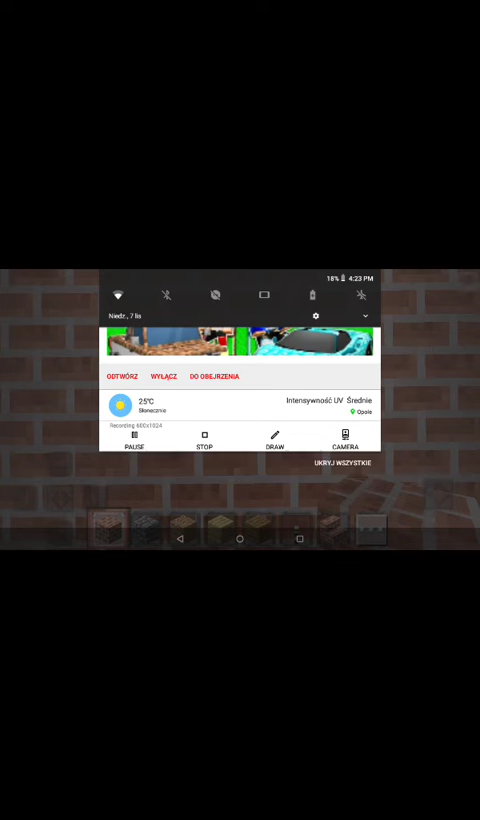 18% 4:23 PM
Niedz., 7 lis
ODTWÓRZ WYŁĄCZ DO OBEJRZENIA
25°C Intensywność UV Średnie
Słonecznie Opole
Recording 600x1024
PAUSE STOP DRAW CAMERA
UKRYJ WSZYSTKIE